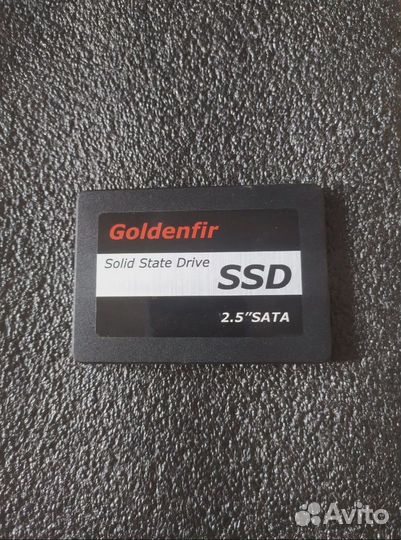 Goldenfir
Solid State Drive
SSD
2.5"SATA
Avito